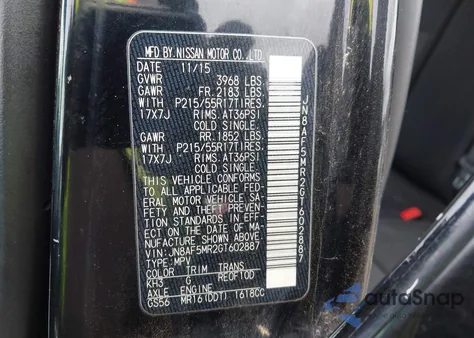 MFD BY NISSAN MOTOR CO.,LTD.
DATE 11/15
GVWR 3968 LBS.
GAWR FR.2183 LBS.
WITH P215/55R17TIRES.
17X7J RIMS.AT36PSI
COLD SINGLE.
GAWR RR.1852 LBS.
WITH P215/55R17TIRES.
17X7J RIMS.AT36PSI
COLD SINGLE.
THIS VEHICLE CONFORMS
TO ALL APPLICABLE FED-
ERAL MOTOR VEHICLE SA-
FETY AND THEFT PREVEN-
TION STANDARDS IN EFF-
ECT ON THE DATE OF MA-
NUFACTURE SHOWN ABOVE.
VIN: JN8AF5MR2GT602887
TYPE:MPV
COLOR TRIM TRANS
KH3 G RE0F10D
AXLE ENGINE
GS56 MR16(DDT) 1618CC
JN8AF5MR2GT602887
autoSnap